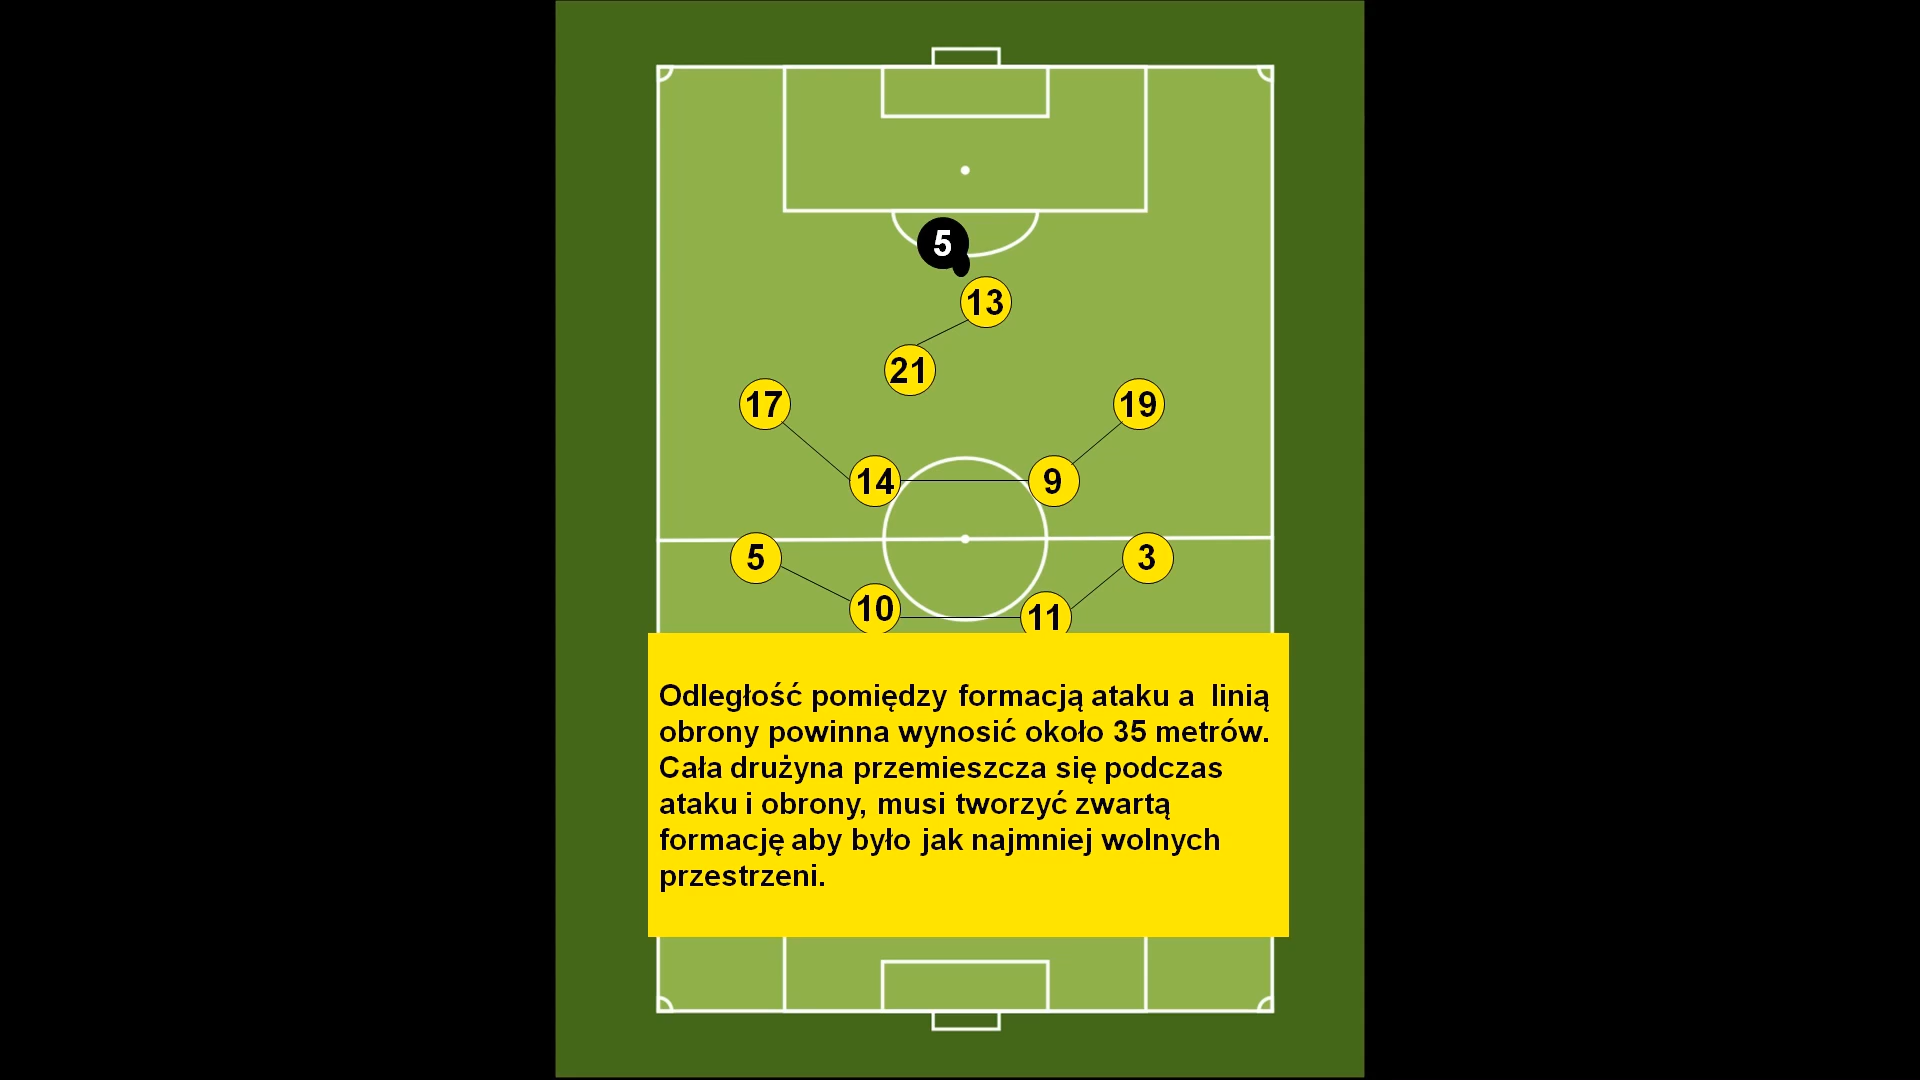 5
13
21
17
19
14
9
5
3
10
11
Odległość pomiędzy formacją ataku a  linią
obrony powinna wynosić około 35 metrów.
Cała drużyna przemieszcza się podczas
ataku i obrony, musi tworzyć zwartą
formację aby było jak najmniej wolnych
przestrzeni.